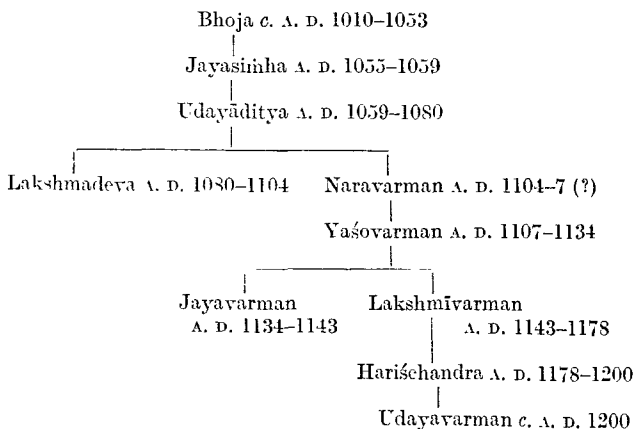 Bhoja c. A. D. 1010–1053
Jayasiṁha A. D. 1055–1059
Udayāditya A. D. 1059–1080
Lakshmadeva A. D. 1080–1104 Naravarman A. D. 1104–7 (?)
Yaśovarman A. D. 1107–1134
Jayavarman Lakshmīvarman
A. D. 1134–1143 A. D. 1143–1178
Hariśchandra A. D. 1178–1200
Udayavarman c. A. D. 1200